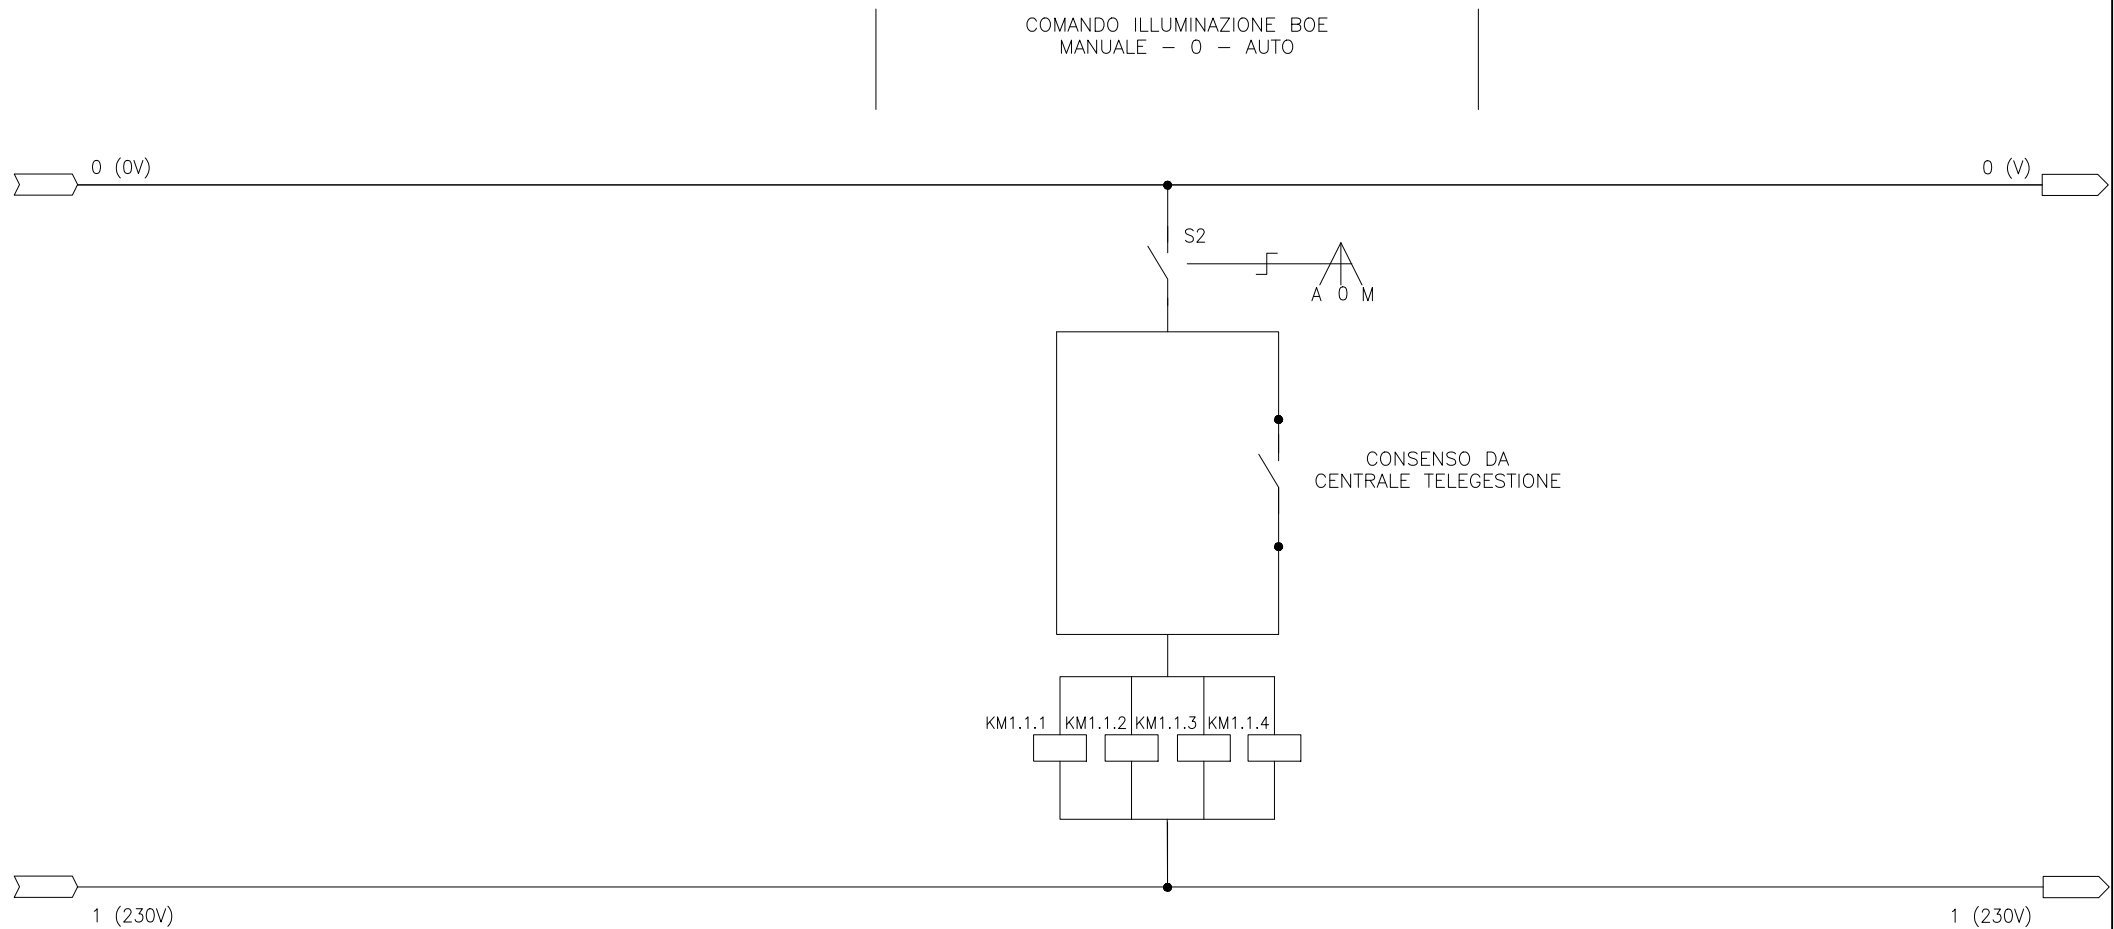 COMANDO ILLUMINAZIONE BOE
MANUALE - 0 - AUTO
0 (0V)
0 (V)
S2
A 0 M
CONSENSO DA
CENTRALE TELEGESTIONE
KM1.1.1 KM1.1.2 KM1.1.3 KM1.1.4
1 (230V)
1 (230V)